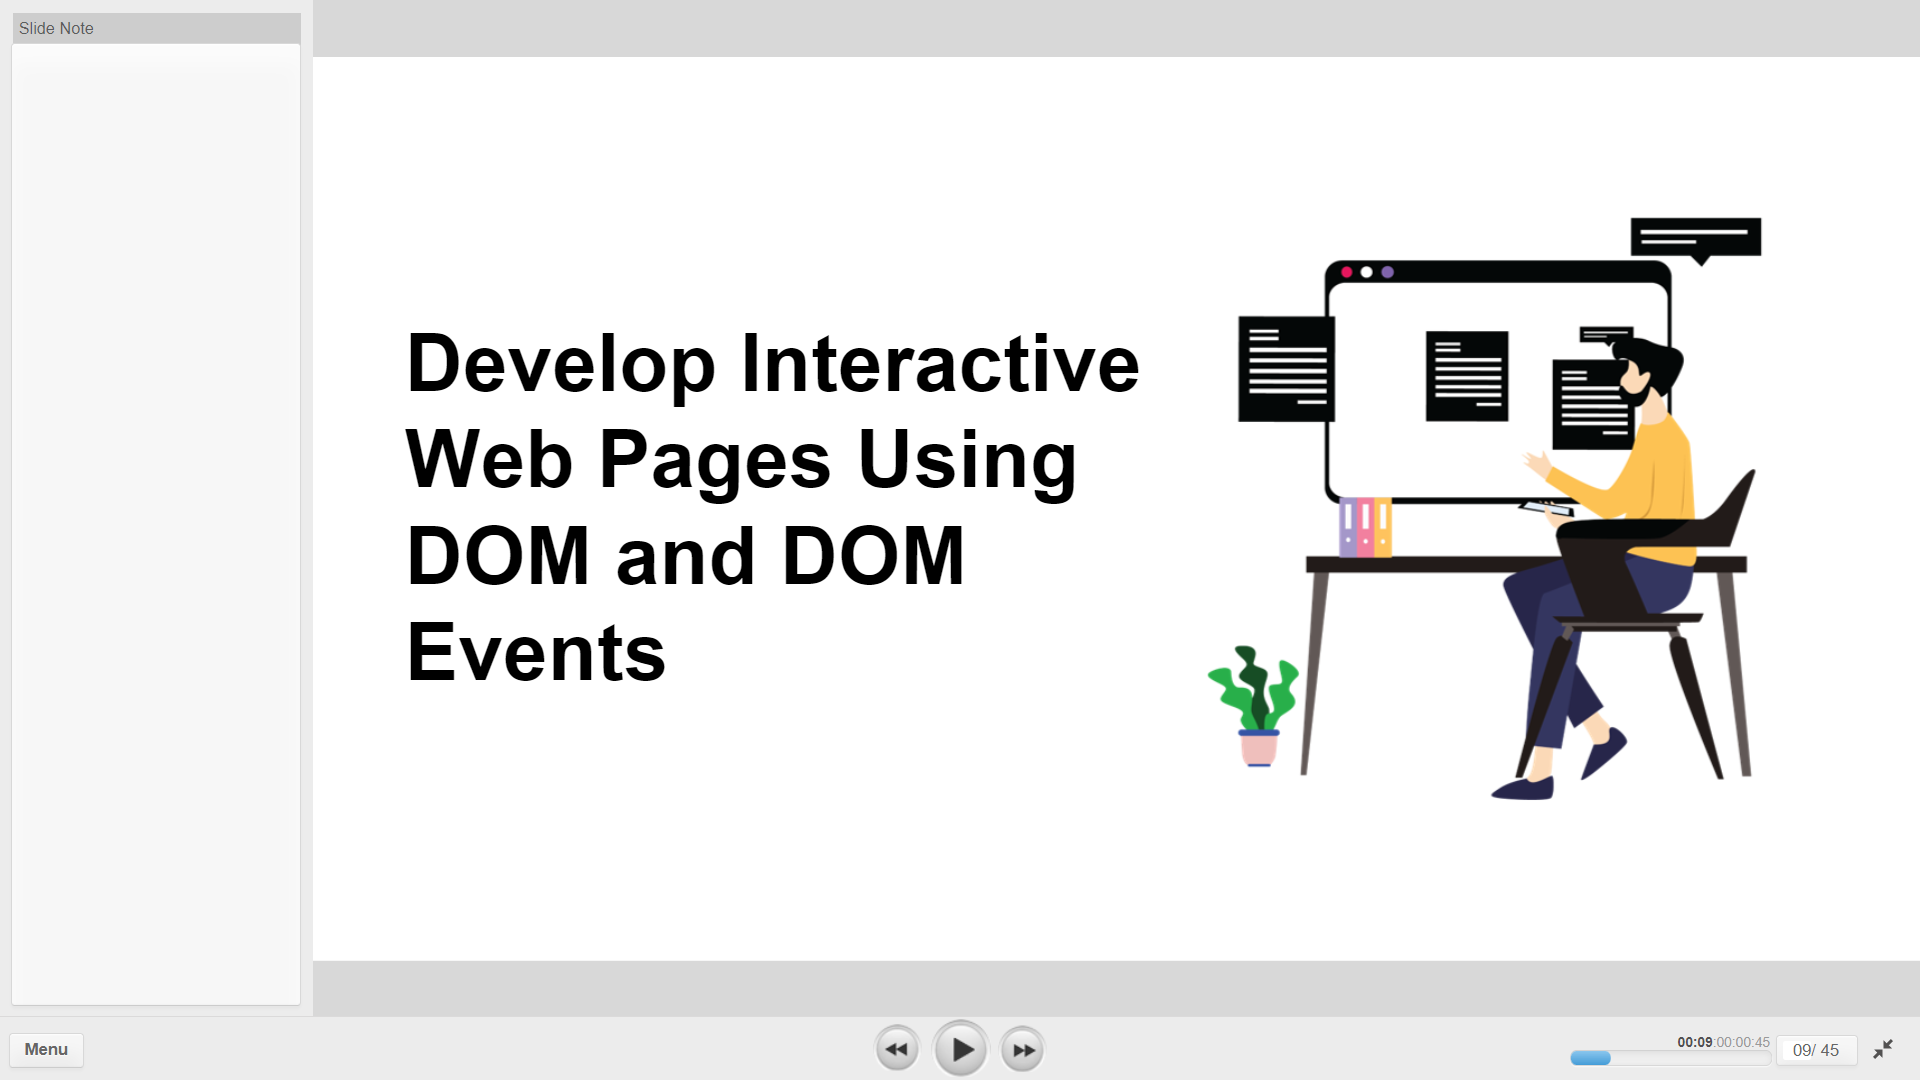 Slide Note
Develop Interactive
Web Pages Using
DOM and DOM
Events
Menu
00:09:00:00:45
09/ 45